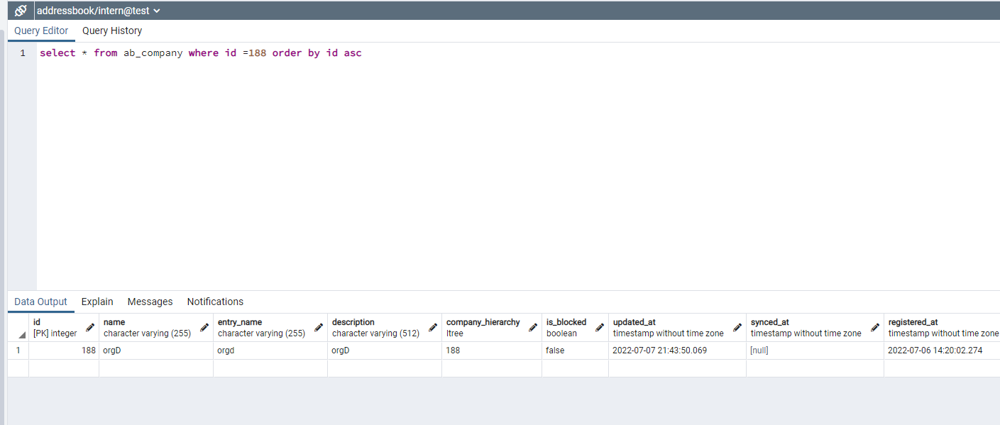 addressbook/intern@test
Query Editor Query History
1 select * from ab_company where id =188 order by id asc
Data Output Explain Messages Notifications
id name entry_name description company_hierarchy is_blocked updated_at synced_at registered_at
[PK] integer character varying (255) character varying (255) character varying (512) ltree boolean timestamp without time zone timestamp without time zone timestamp without time zone
1 188 orgD orgd orgD 188 false 2022-07-07 21:43:50.069 [null] 2022-07-06 14:20:02.274